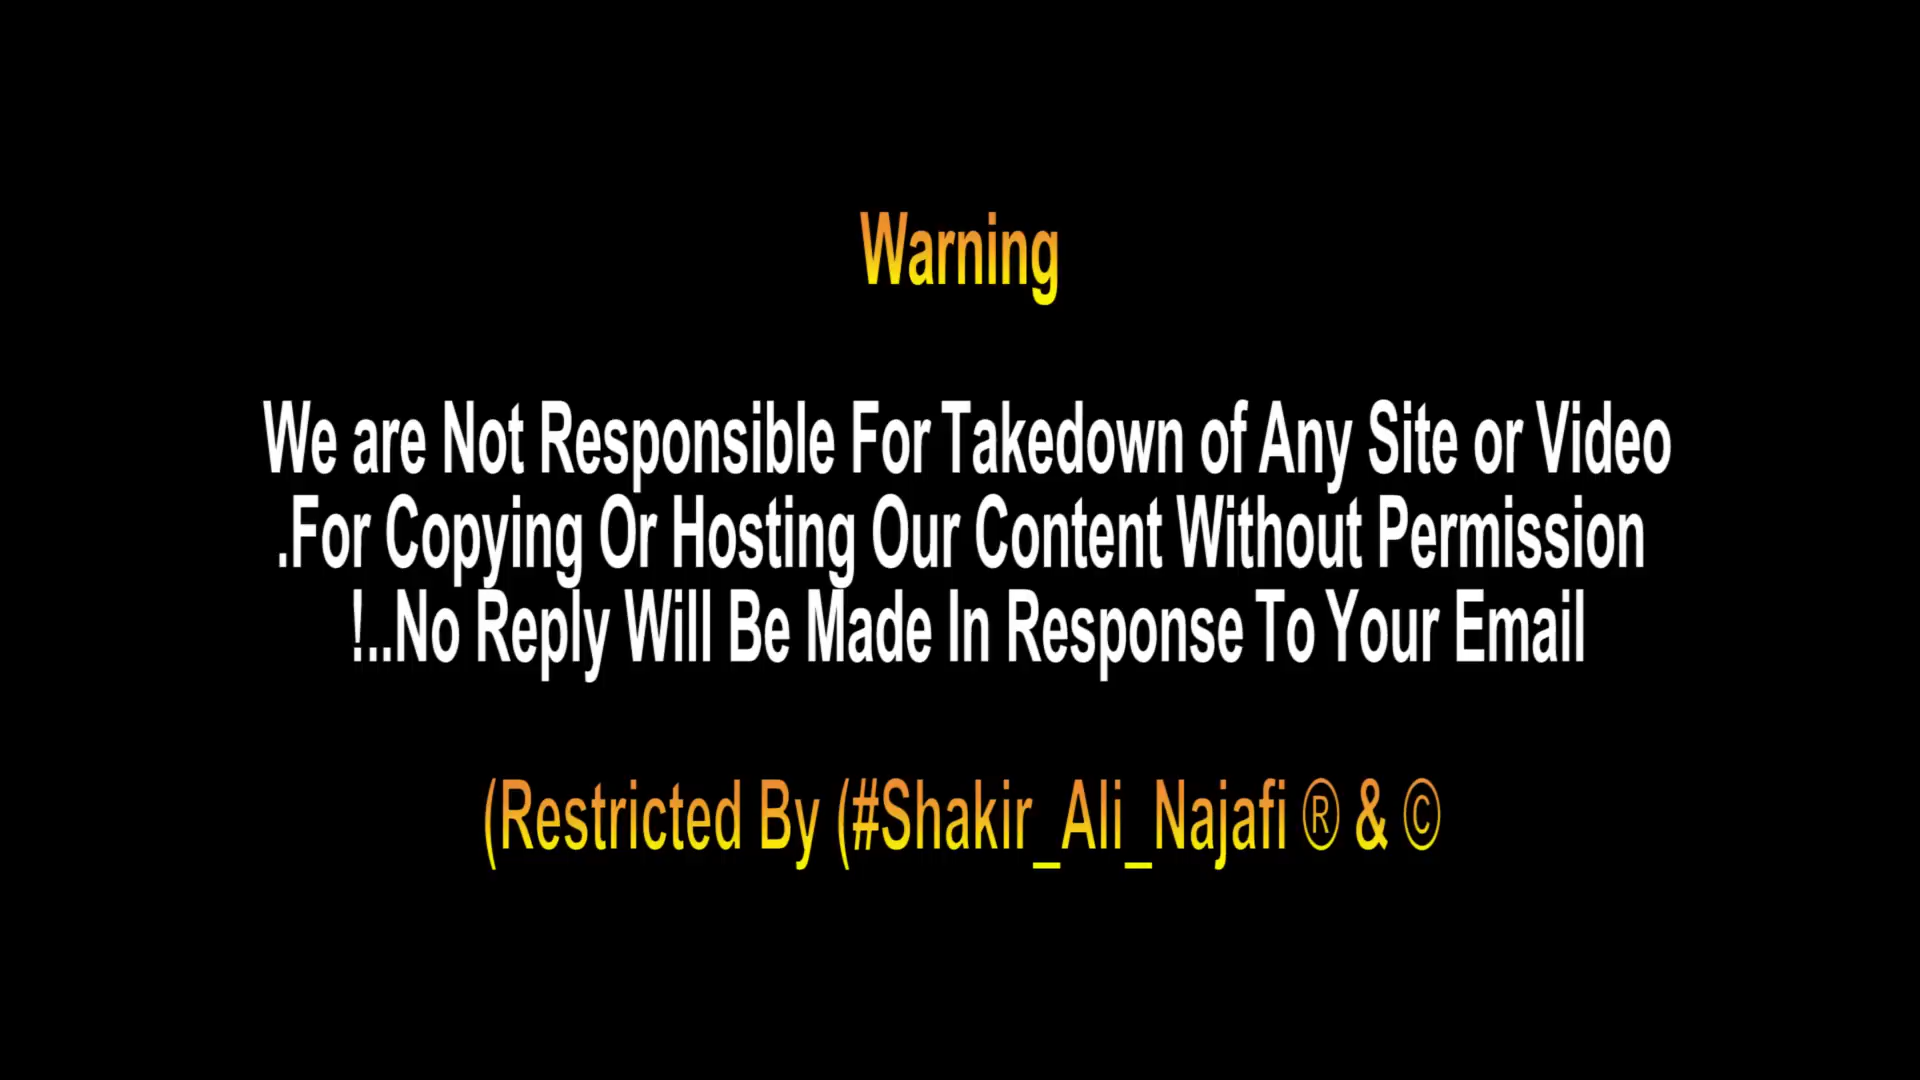 Warning
We are Not Responsible For Takedown of Any Site or Video
.For Copying Or Hosting Our Content Without Permission
!..No Reply Will Be Made In Response To Your Email
(Restricted By (#Shakir_Ali_Najafi ® & ©